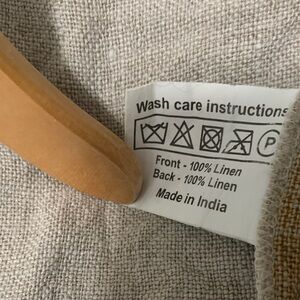 Wash care instructions
P
Front - 100% Linen
Back - 100% Linen
Made in India